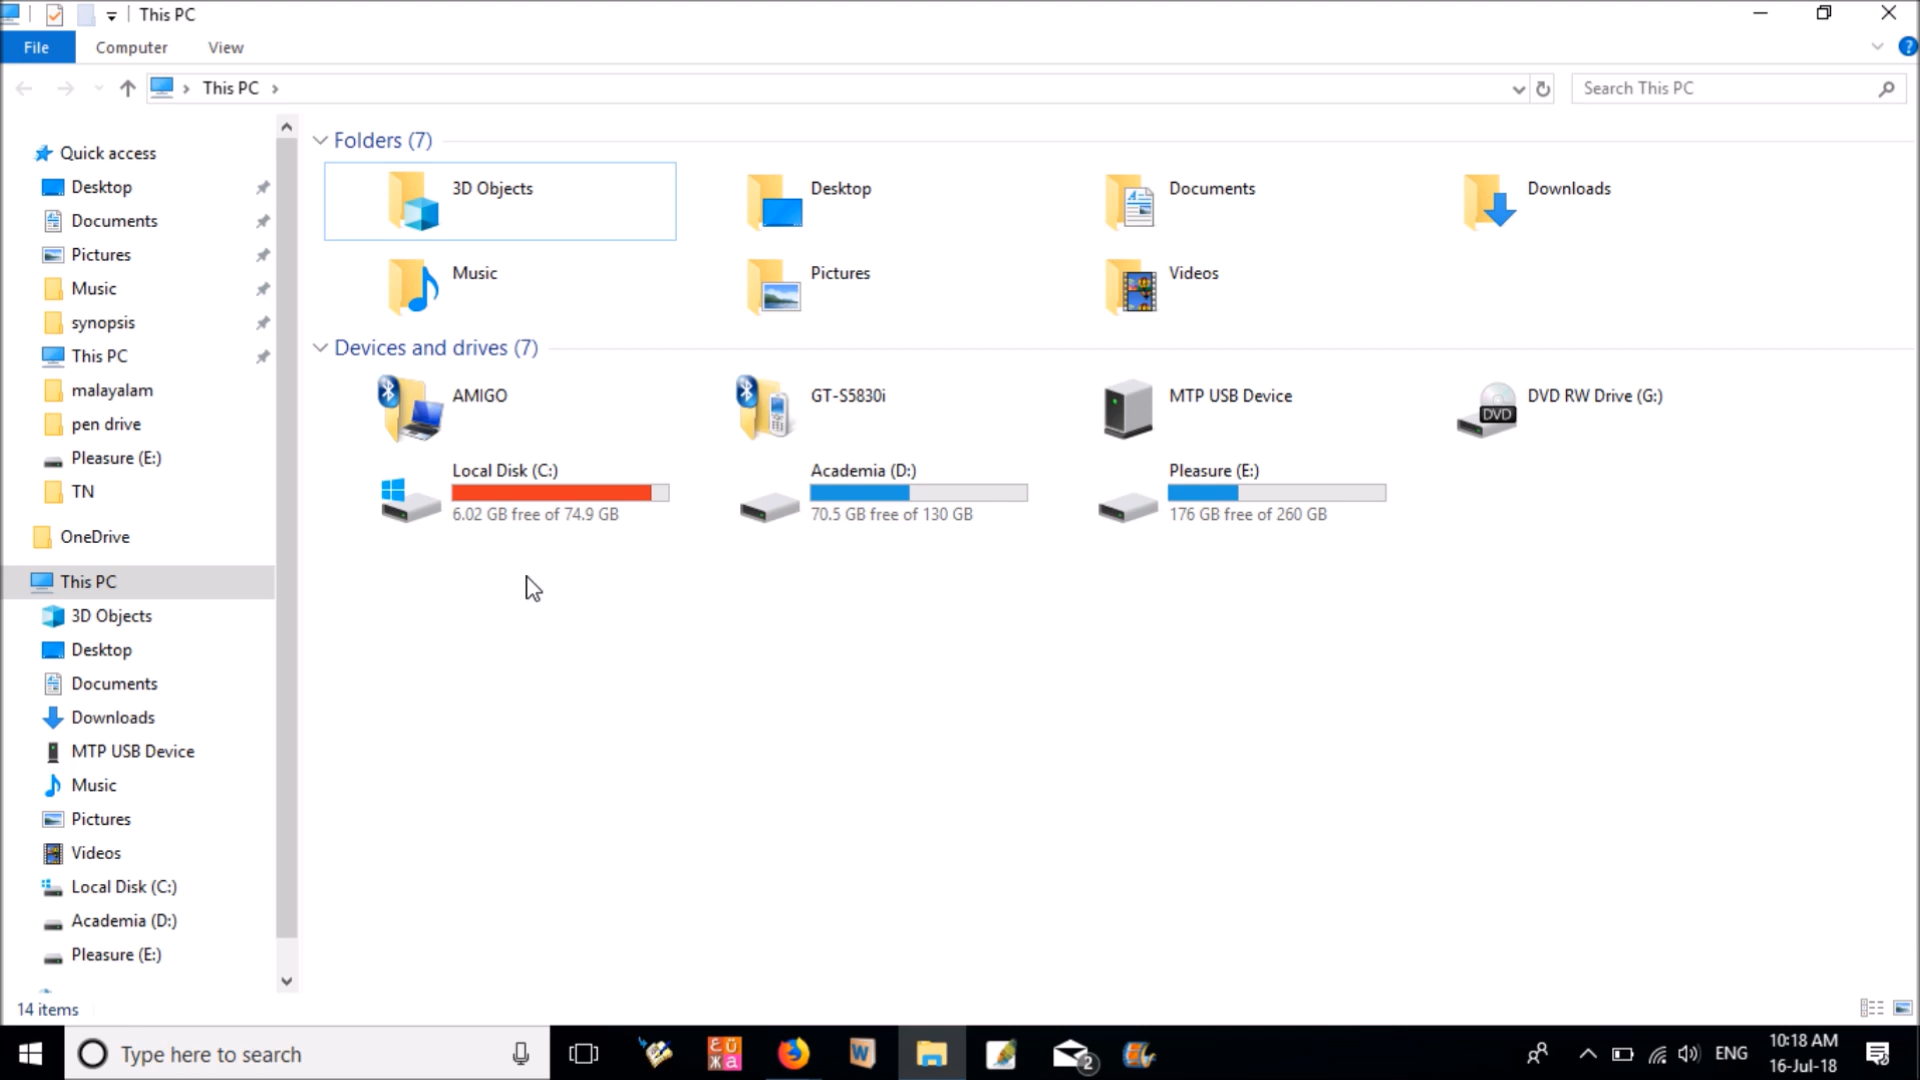 This PC
File
Computer
View
?
This PC
Search This PC
Quick access
Desktop
Documents
Pictures
Music
synopsis
This PC
malayalam
pen drive
Pleasure (E:)
TN
OneDrive
This PC
3D Objects
Desktop
Documents
Downloads
MTP USB Device
Music
Pictures
Videos
Local Disk (C:)
Academia (D:)
Pleasure (E:)
Folders (7)
3D Objects
Desktop
Documents
Downloads
Music
Pictures
Videos
Devices and drives (7)
AMIGO
GT-S5830i
MTP USB Device
DVD
DVD RW Drive (G:)
Local Disk (C:)
6.02 GB free of 74.9 GB
Academia (D:)
70.5 GB free of 130 GB
Pleasure (E:)
176 GB free of 260 GB
14 items
Type here to search
W
2
ENG
10:18 AM
16-Jul-18